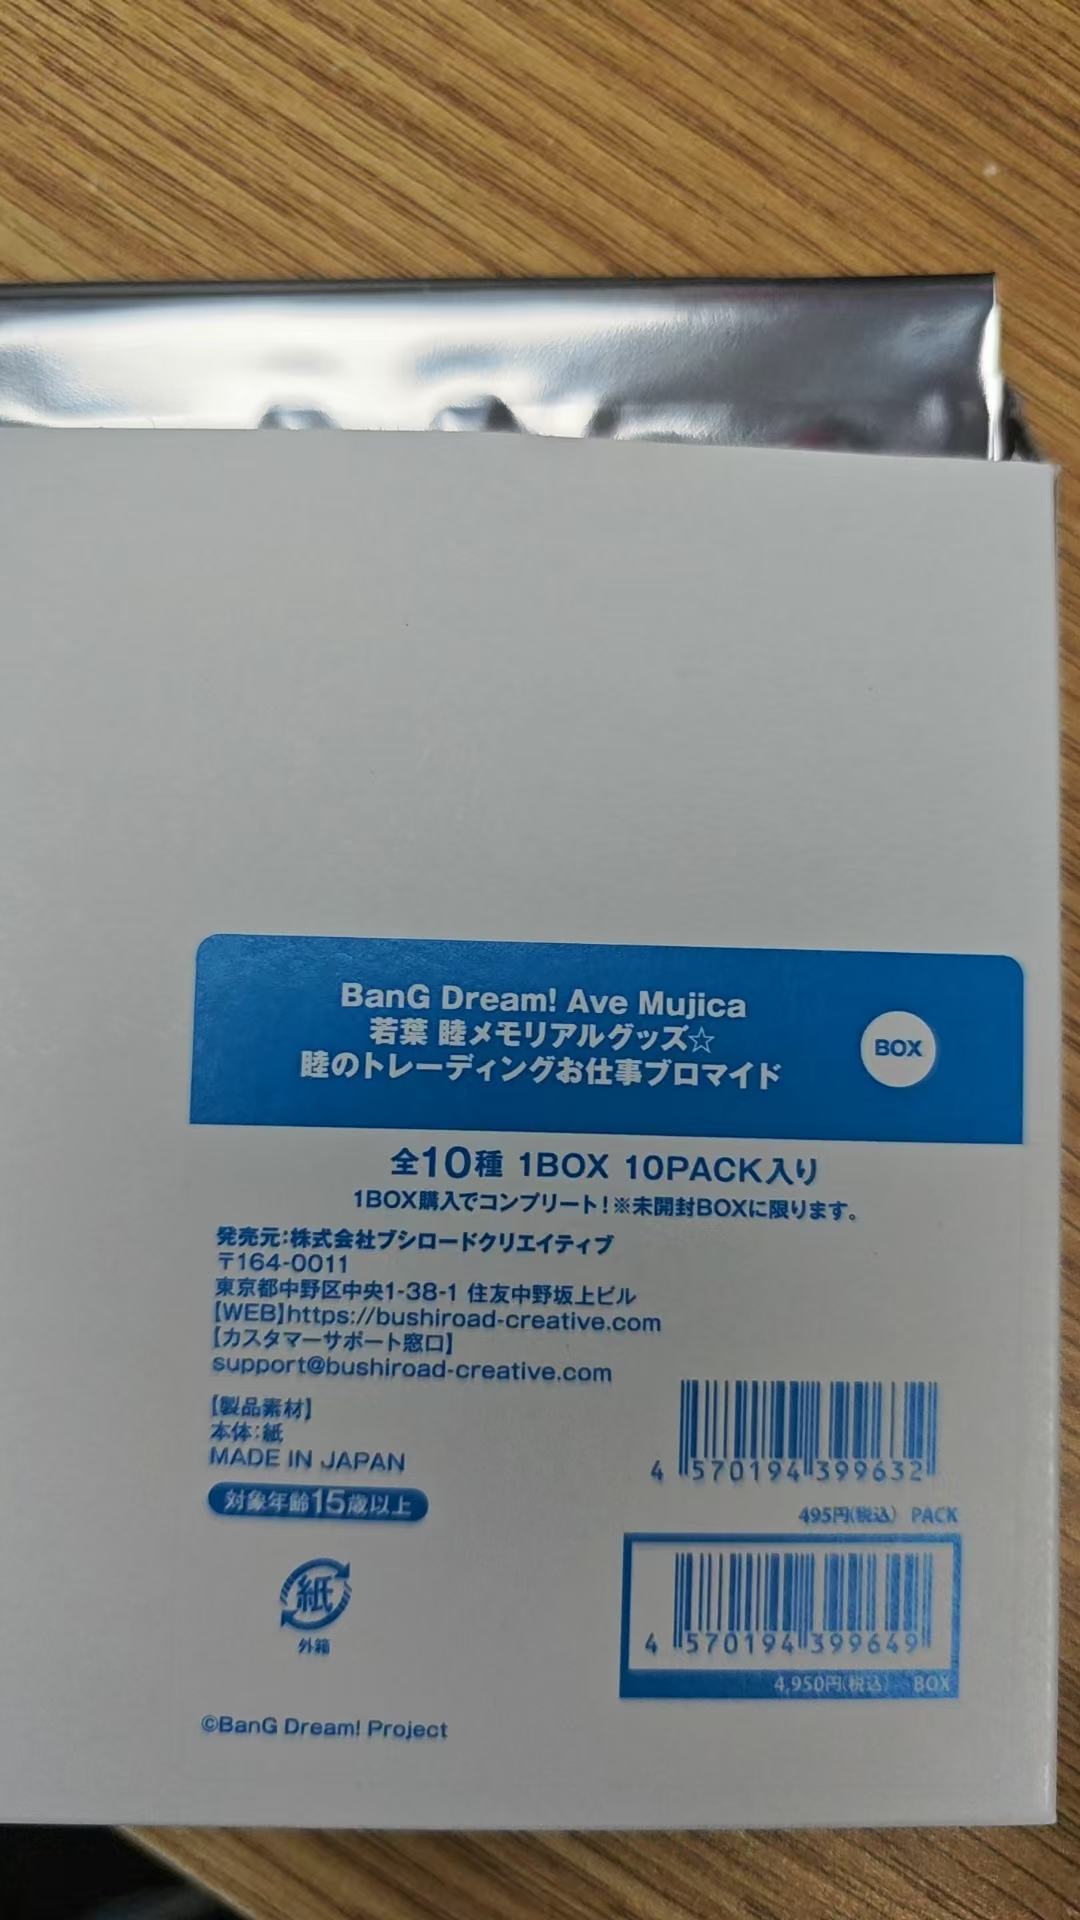 BanG Dream! Ave Mujica
若葉 睦メモリアルグッズ☆
睦のトレーディングお仕事ブロマイド
BOX
全10種 1BOX 10PACK入り
1BOX購入でコンプリート!※未開封BOXに限ります。
発売元:株式会社ブシロードクリエイティブ
〒164-0011
東京都中野区中央1-38-1 住友中野坂上ビル
【WEB】https://bushiroad-creative.com
【カスタマーサポート窓口】
support@bushiroad-creative.com
【製品素材】
本体:紙
MADE IN JAPAN
対象年齢15歳以上
紙
外箱
4 570194 399632
495円(税込) PACK
4 570194 399649
4,950円(税込) BOX
©BanG Dream! Project